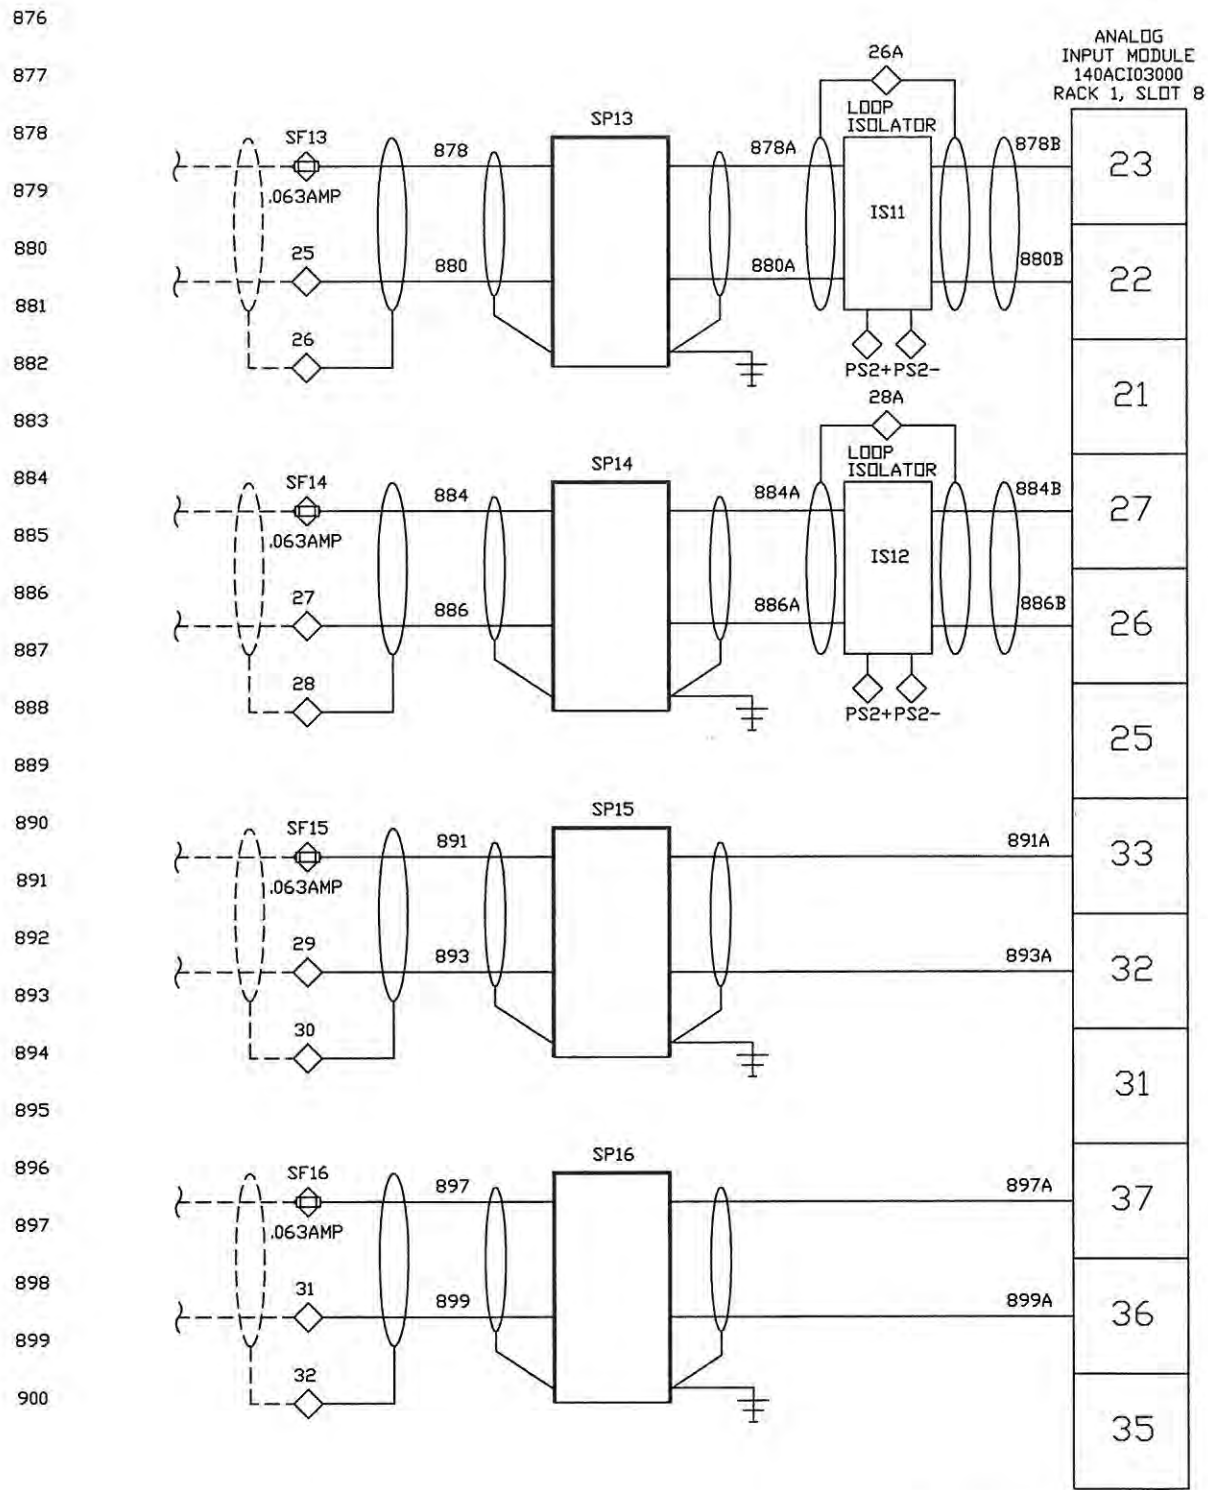 876
ANALOG
INPUT MODULE
140ACI03000
RACK 1, SLOT 8
877
26A
878
SF13
SP13
LOOP
ISOLATOR
878
878A
878B
23
879
.063AMP
IS11
880
25
880
880A
880B
22
881
26
882
PS2+ PS2-
21
883
28A
884
SF14
SP14
LOOP
ISOLATOR
884
884A
884B
27
885
.063AMP
IS12
886
27
886
886A
886B
26
887
28
888
PS2+ PS2-
25
889
890
SF15
SP15
891
891A
33
891
.063AMP
892
29
893
893A
32
893
30
894
31
895
896
SF16
SP16
897
897A
37
897
.063AMP
898
31
899
899A
36
899
32
900
35